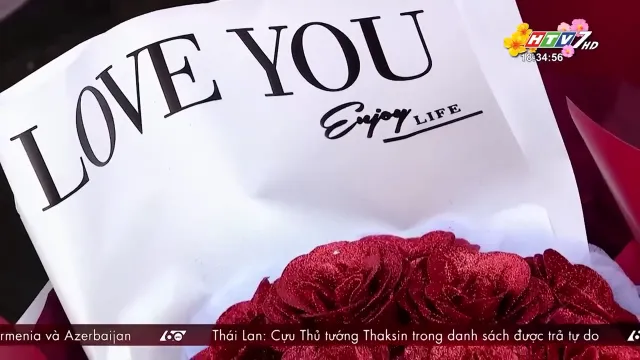 HTV7 HD
18:34:56
LOVE YOU
Enjoy LIFE
rmenia và Azerbaijan
60 Thái Lan: Cựu Thủ tướng Thaksin trong danh sách được trả tự do